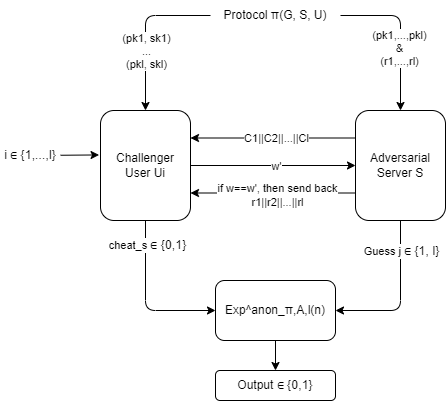 Protocol π(G, S, U)
(pk1, sk1)
...
(pkl, skl)
(pk1,...,pkl)
&
(r1,...,rl)
i ∈ {1,...,l}
Challenger
User Ui
C1||C2||...||Cl
w'
if w==w', then send back
r1||r2||...||rl
Adversarial
Server S
cheat_s ∈ {0,1}
Guess j ∈ {1, l}
Exp^anon_π,A,l(n)
Output ∈ {0,1}